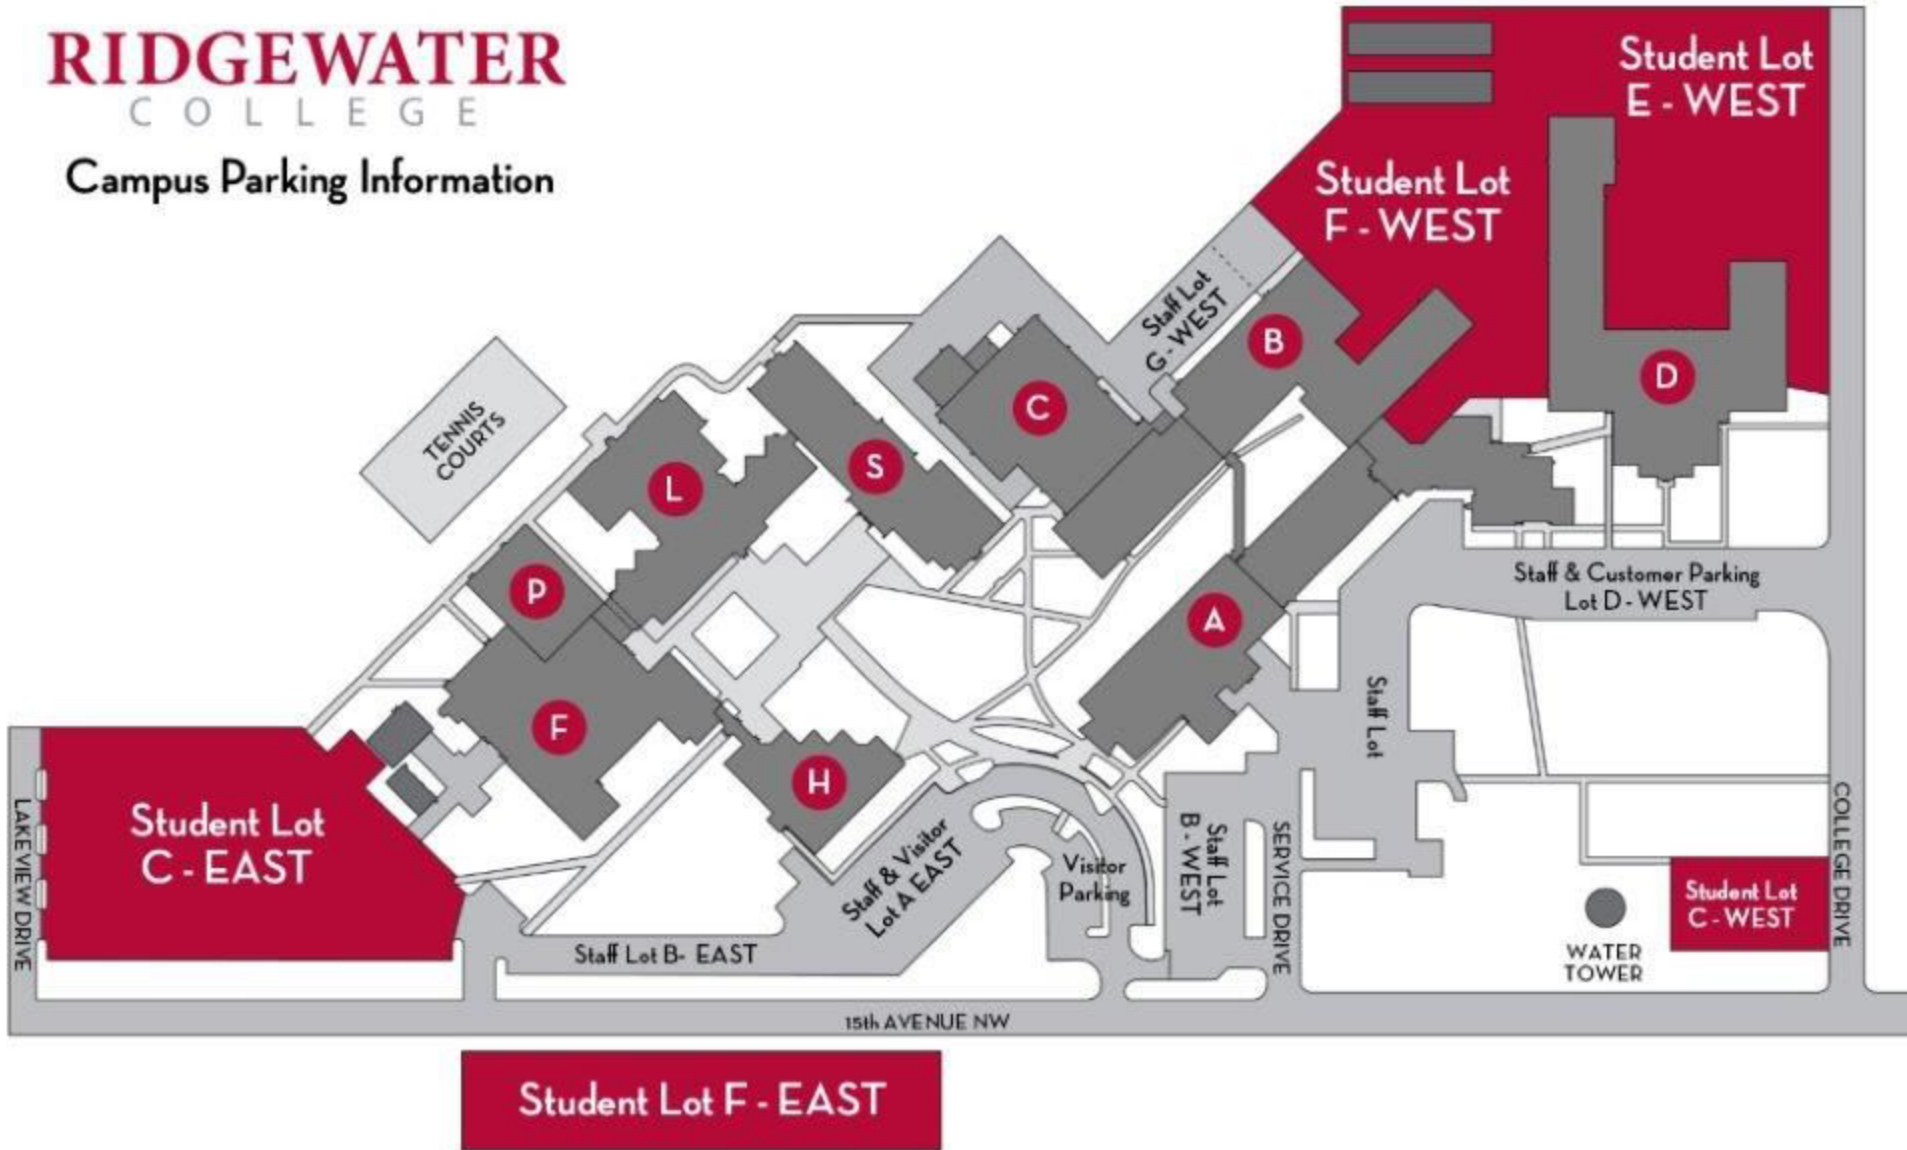 RIDGEWATER
COLLEGE
Campus Parking Information
Student Lot
E - WEST
Student Lot
F - WEST
Staff Lot
G - WEST
B
D
C
TENNIS
COURTS
S
L
P
A
Staff & Customer Parking
Lot D - WEST
F
H
Staff Lot
Student Lot
C - EAST
LAKEVIEW DRIVE
Staff & Visitor
Lot A EAST
Visitor
Parking
Staff Lot
B - WEST
SERVICE DRIVE
COLLEGE DRIVE
Student Lot
C - WEST
WATER
TOWER
Staff Lot B- EAST
15th AVENUE NW
Student Lot F - EAST